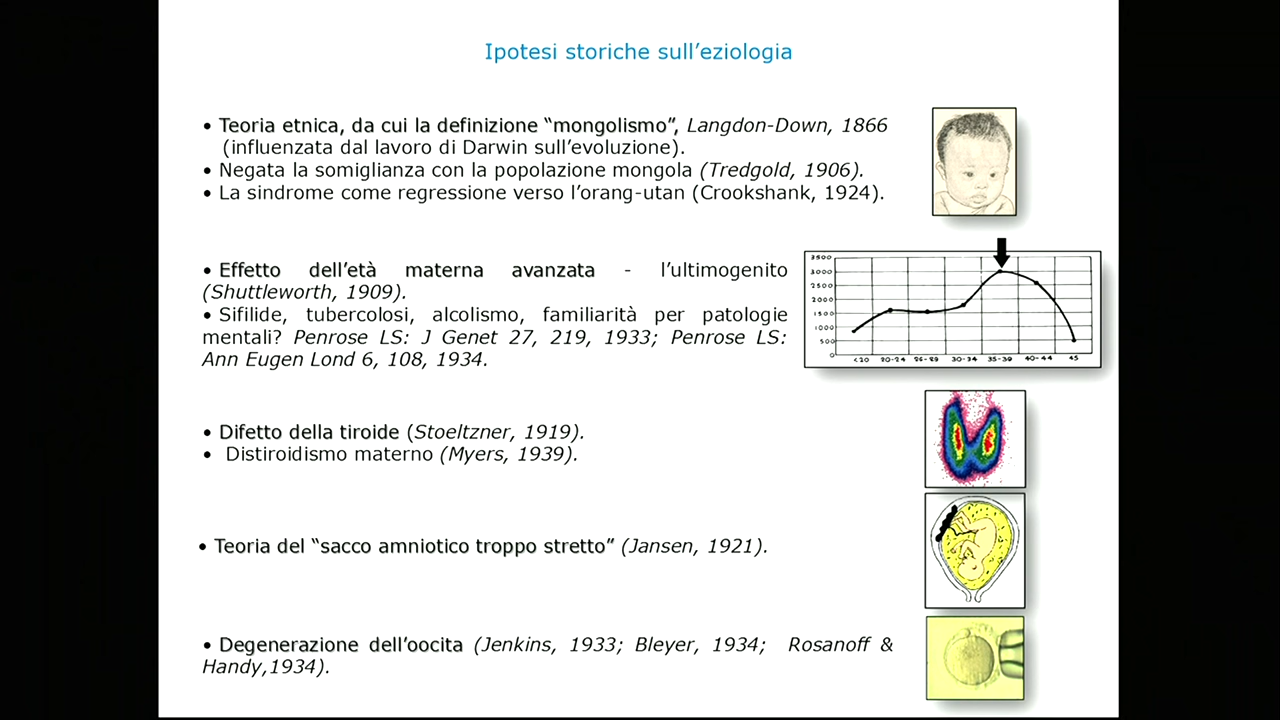 Ipotesi storiche sull’eziologia
• Teoria etnica, da cui la definizione “mongolismo”, Langdon-Down, 1866
(influenzata dal lavoro di Darwin sull’evoluzione).
• Negata la somiglianza con la popolazione mongola (Tredgold, 1906).
• La sindrome come regressione verso l’orang-utan (Crookshank, 1924).
• Effetto dell’età materna avanzata - l’ultimogenito
(Shuttleworth, 1909).
• Sifilide, tubercolosi, alcolismo, familiarità per patologie
mentali? Penrose LS: J Genet 27, 219, 1933; Penrose LS:
Ann Eugen Lond 6, 108, 1934.
3500
3000
2500
2000
1500
1000
500
0
<20 20-24 26-29 30-34 35-39 40-44 45
• Difetto della tiroide (Stoeltzner, 1919).
• Distiroidismo materno (Myers, 1939).
• Teoria del “sacco amniotico troppo stretto” (Jansen, 1921).
• Degenerazione dell’oocita (Jenkins, 1933; Bleyer, 1934; Rosanoff &
Handy,1934).